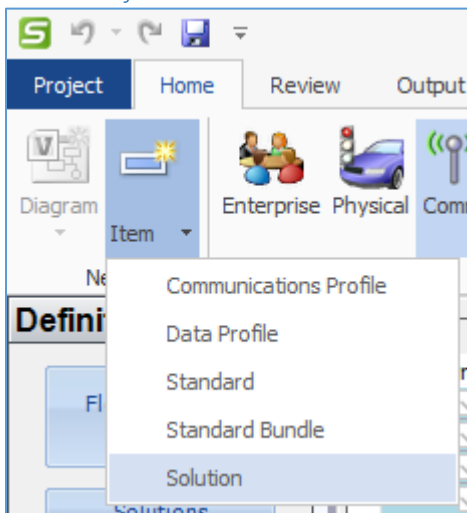 S
Project Home Review Output
V
Diagram Item Enterprise Physical Com
Ne
Communications Profile
Defini
Data Profile
Standard
Fl
Standard Bundle
Solution
Solutions